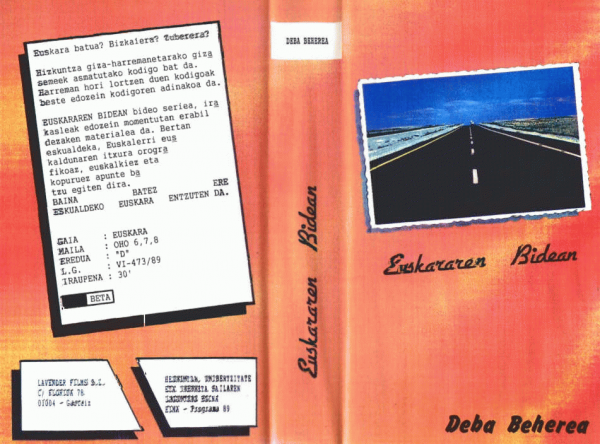 Euskara batua? Bizkaiera? Zuberera?
Hizkuntza giza-harremanetarako giza
semeek asmatutako kodigo bat da.
Harreman hori lortzen duen kodigoak
beste edozein kodigoren adinakoa da.
EUSKARAREN BIDEAN bideo seriea, ira
kasleak edozein momentutan erabil
dezaken materialea da. Bertan
eskualdeka, Euskalerri eus
kaldunaren itxura orogra
fikoaz, euskalkiez eta
kopuruez apunte ba
tzu egiten dira.
BAINA BATEZ ERE
ESKUALDEKO EUSKARA ENTZUTEN DA.
GAIA : EUSKARA
MAILA : OHO 6,7,8
EREDUA : "D"
L.G. : VI-473/89
IRAUPENA : 30'
BETA
LAVENDER FILMS
C/ FLORIDA
01004 - Gasteiz
HEZKUNTZA, UNIBERTSITATE
ETA IKERKETA SAILAREN
LAGUNTZAZ EGINA
- Programa 89
DEBA BEHEREA
Euskararen Bidean
Euskararen Bidean
Deba Beherea